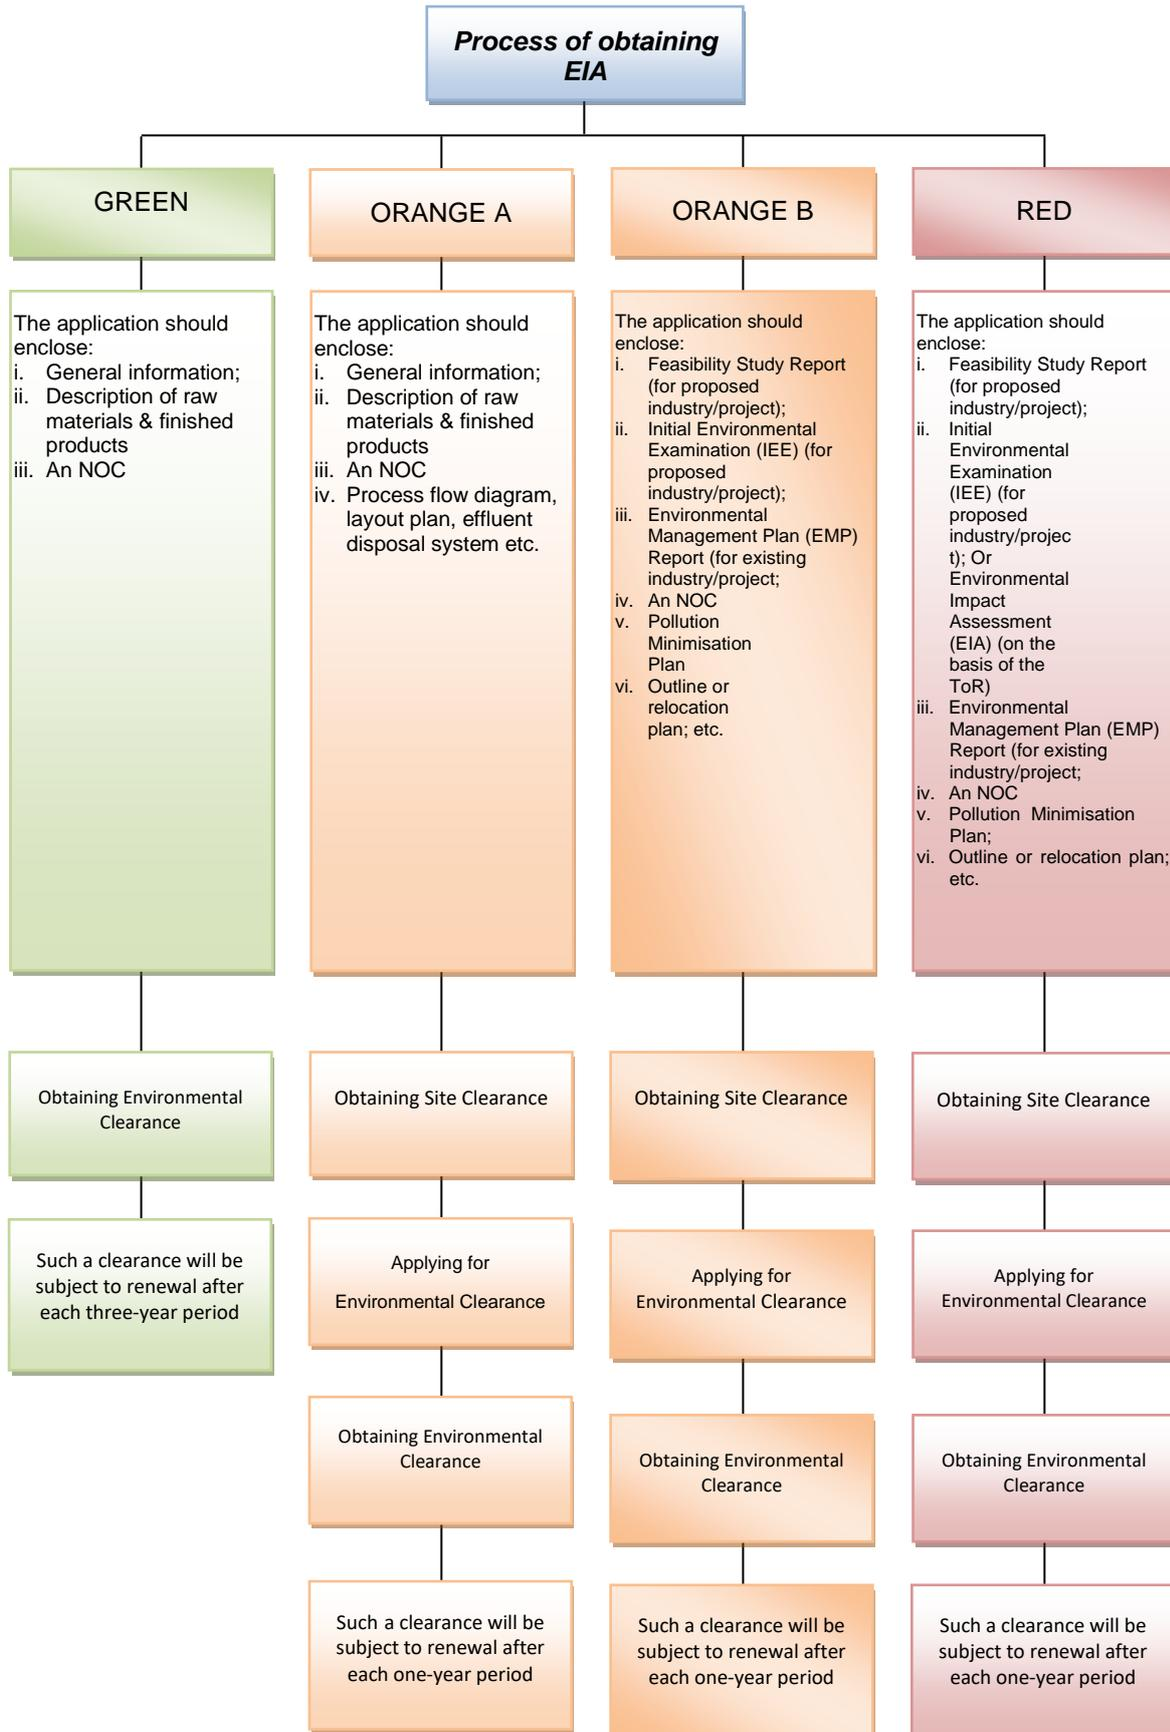 Process of obtaining
EIA
GREEN
ORANGE A
ORANGE B
RED
The application should
enclose:
i. General information;
ii. Description of raw
materials & finished
products
iii. An NOC
The application should
enclose:
i. General information;
ii. Description of raw
materials & finished
products
iii. An NOC
iv. Process flow diagram,
layout plan, effluent
disposal system etc.
The application should
enclose:
i. Feasibility Study Report
(for proposed
industry/project);
ii. Initial Environmental
Examination (IEE) (for
proposed
industry/project);
iii. Environmental
Management Plan (EMP)
Report (for existing
industry/project;
iv. An NOC
v. Pollution
Minimisation
Plan
vi. Outline or
relocation
plan; etc.
The application should
enclose:
i. Feasibility Study Report
(for proposed
industry/project);
ii. Initial
Environmental
Examination
(IEE) (for
proposed
industry/projec
t); Or
Environmental
Impact
Assessment
(EIA) (on the
basis of the
ToR)
iii. Environmental
Management Plan (EMP)
Report (for existing
industry/project;
iv. An NOC
v. Pollution Minimisation
Plan;
vi. Outline or relocation plan;
etc.
Obtaining Environmental
Clearance
Obtaining Site Clearance
Obtaining Site Clearance
Obtaining Site Clearance
Such a clearance will be
subject to renewal after
each three-year period
Applying for
Environmental Clearance
Applying for
Environmental Clearance
Applying for
Environmental Clearance
Obtaining Environmental
Clearance
Obtaining Environmental
Clearance
Obtaining Environmental
Clearance
Such a clearance will be
subject to renewal after
each one-year period
Such a clearance will be
subject to renewal after
each one-year period
Such a clearance will be
subject to renewal after
each one-year period